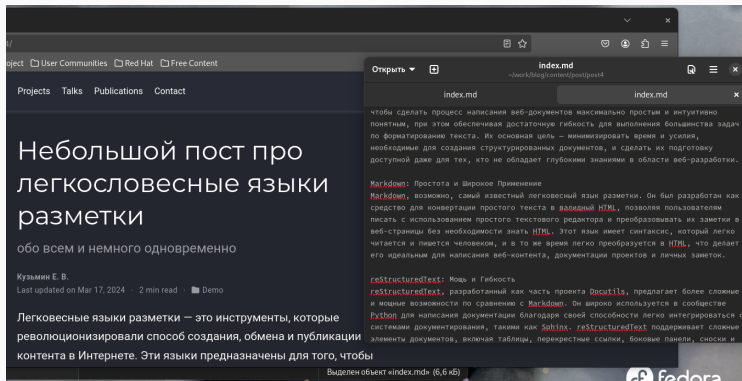 4/
oject User Communities Red Hat Free Content
Projects Talks Publications Contact
Небольшой пост про
легкословесные языки
разметки
обо всем и немного одновременно
Кузьмин Е. В.
Last updated on Mar 17, 2024 · 2 min read · Demo
Легковесные языки разметки — это инструменты, которые
революционизировали способ создания, обмена и публикации
контента в Интернете. Эти языки предназначены для того, чтобы
Открыть
index.md
~/work/blog/content/post/post4
index.md index.md
чтобы сделать процесс написания веб-документов максимально простым и интуитивно
понятным, при этом обеспечивая достаточную гибкость для выполнения большинства задач
по форматированию текста. Их основная цель — минимизировать время и усилия,
необходимые для создания структурированных документов, и сделать их подготовку
доступной даже для тех, кто не обладает глубокими знаниями в области веб-разработки.
Markdown: Простота и Широкое Применение
Markdown, возможно, самый известный легковесный язык разметки. Он был разработан как
средство для конвертации простого текста в валидный HTML, позволяя пользователям
писать с использованием простого текстового редактора и преобразовывать их заметки в
веб-страницы без необходимости знать HTML. Этот язык имеет синтаксис, который легко
читается и пишется человеком, и в то же время легко преобразуется в HTML, что делает
его идеальным для написания веб-контента, документации проектов и личных заметок.
reStructuredText: Мощь и Гибкость
reStructuredText, разработанный как часть проекта Docutils, предлагает более сложные
и мощные возможности по сравнению с Markdown. Он широко используется в сообществе
Python для написания документации благодаря своей способности легко интегрироваться с
системами документирования, такими как Sphinx. reStructuredText поддерживает сложные
элементы документов, включая таблицы, перекрестные ссылки, боковые панели, сноски и
Выделен объект «index.md» (6,6 кБ)
fedora